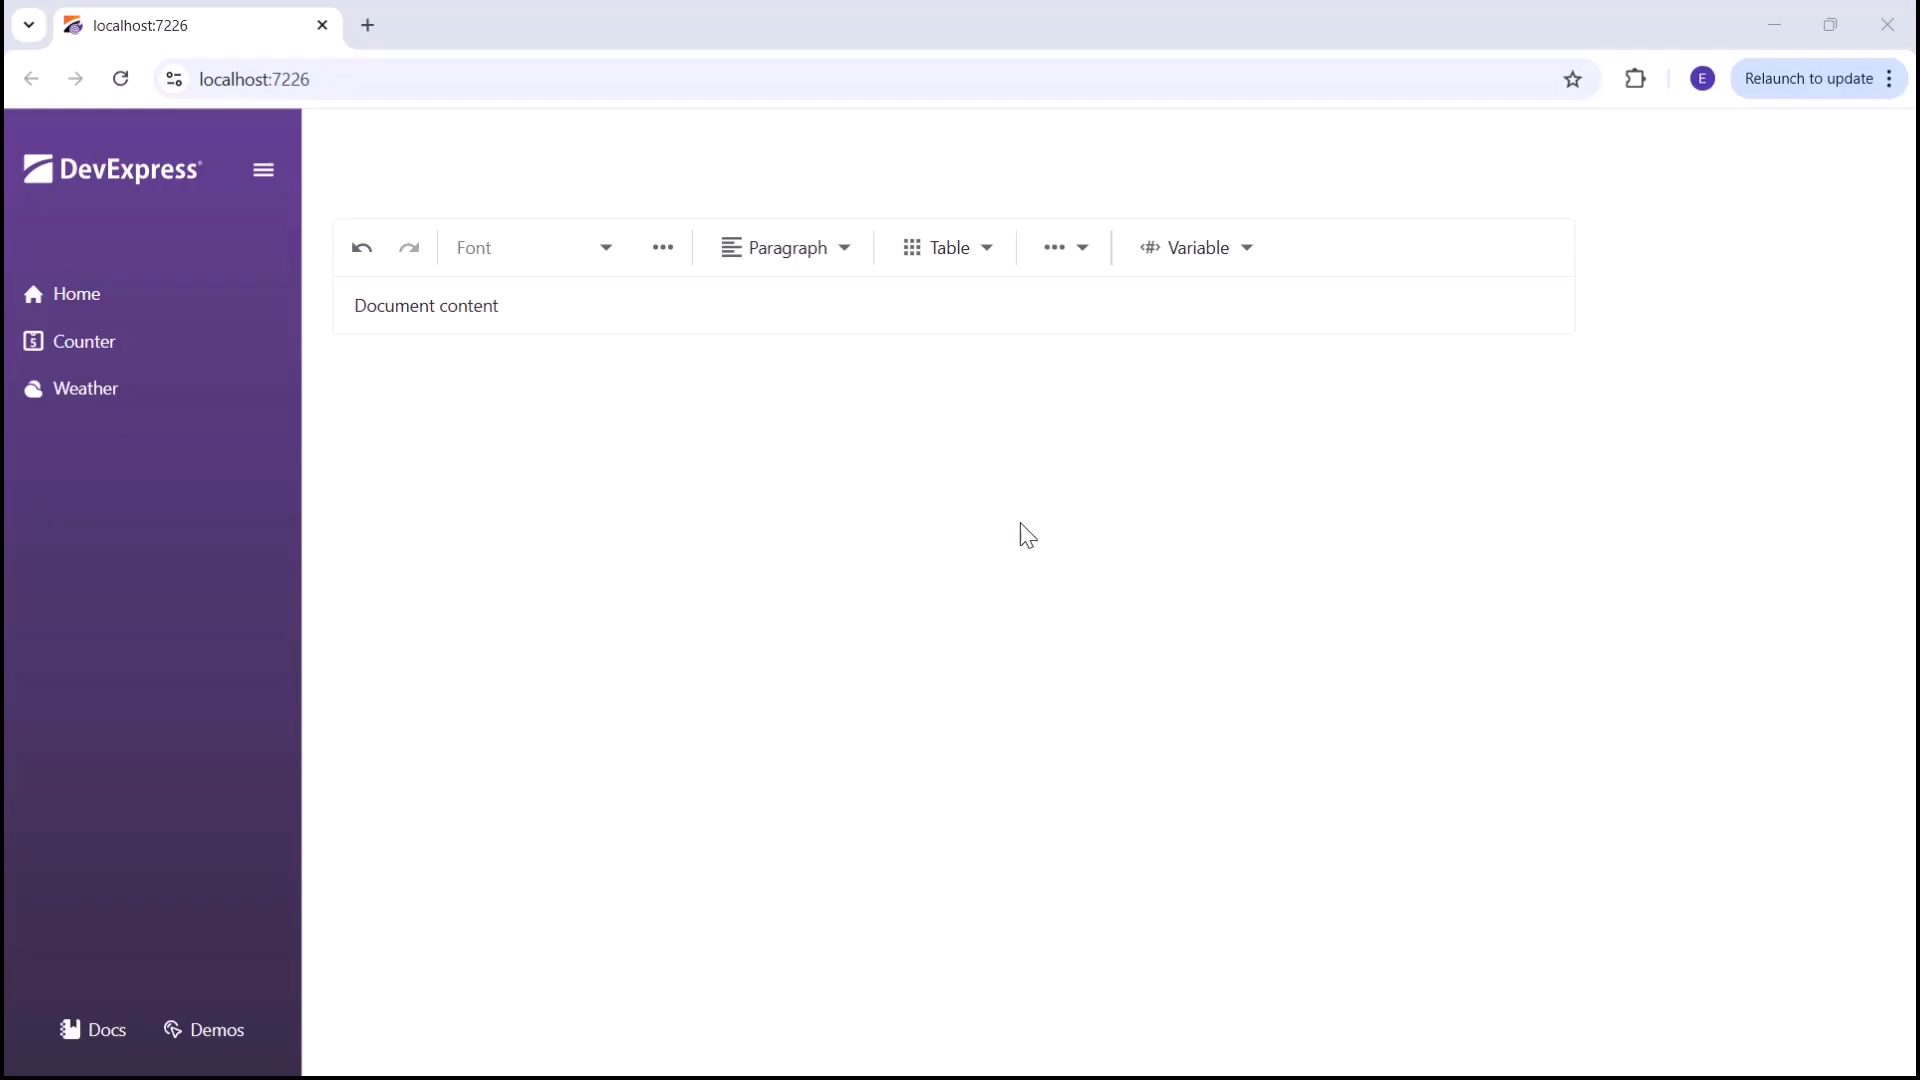 localhost:7226
localhost:7226
E
Relaunch to update
DevExpress
Font
Paragraph
Table
Variable
Document content
Home
5
Counter
Weather
Docs
Demos